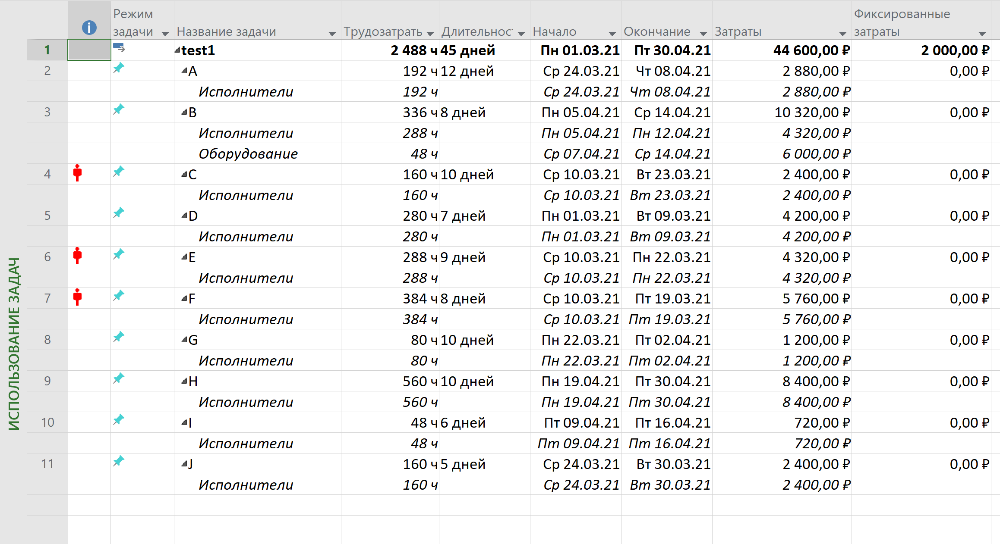 Режим задачи Название задачи Трудозатрать Длительнос Начало Окончание Затраты Фиксированные затраты
1 test1 2 488 ч 45 дней Пн 01.03.21 Пт 30.04.21 44 600,00 ₽ 2 000,00 ₽
2 A 192 ч 12 дней Ср 24.03.21 Чт 08.04.21 2 880,00 ₽ 0,00 ₽
Исполнители 192 ч Ср 24.03.21 Чт 08.04.21 2 880,00 ₽
3 B 336 ч 8 дней Пн 05.04.21 Ср 14.04.21 10 320,00 ₽ 0,00 ₽
Исполнители 288 ч Пн 05.04.21 Пн 12.04.21 4 320,00 ₽
Оборудование 48 ч Ср 07.04.21 Ср 14.04.21 6 000,00 ₽
4 C 160 ч 10 дней Ср 10.03.21 Вт 23.03.21 2 400,00 ₽ 0,00 ₽
Исполнители 160 ч Ср 10.03.21 Вт 23.03.21 2 400,00 ₽
5 D 280 ч 7 дней Пн 01.03.21 Вт 09.03.21 4 200,00 ₽ 0,00 ₽
Исполнители 280 ч Пн 01.03.21 Вт 09.03.21 4 200,00 ₽
6 E 288 ч 9 дней Ср 10.03.21 Пн 22.03.21 4 320,00 ₽ 0,00 ₽
Исполнители 288 ч Ср 10.03.21 Пн 22.03.21 4 320,00 ₽
7 F 384 ч 8 дней Ср 10.03.21 Пт 19.03.21 5 760,00 ₽ 0,00 ₽
Исполнители 384 ч Ср 10.03.21 Пт 19.03.21 5 760,00 ₽
8 G 80 ч 10 дней Пн 22.03.21 Пт 02.04.21 1 200,00 ₽ 0,00 ₽
Исполнители 80 ч Пн 22.03.21 Пт 02.04.21 1 200,00 ₽
9 H 560 ч 10 дней Пн 19.04.21 Пт 30.04.21 8 400,00 ₽ 0,00 ₽
Исполнители 560 ч Пн 19.04.21 Пт 30.04.21 8 400,00 ₽
10 I 48 ч 6 дней Пт 09.04.21 Пт 16.04.21 720,00 ₽ 0,00 ₽
Исполнители 48 ч Пт 09.04.21 Пт 16.04.21 720,00 ₽
11 J 160 ч 5 дней Ср 24.03.21 Вт 30.03.21 2 400,00 ₽ 0,00 ₽
Исполнители 160 ч Ср 24.03.21 Вт 30.03.21 2 400,00 ₽
ИСПОЛЬЗОВАНИЕ ЗАДАЧ